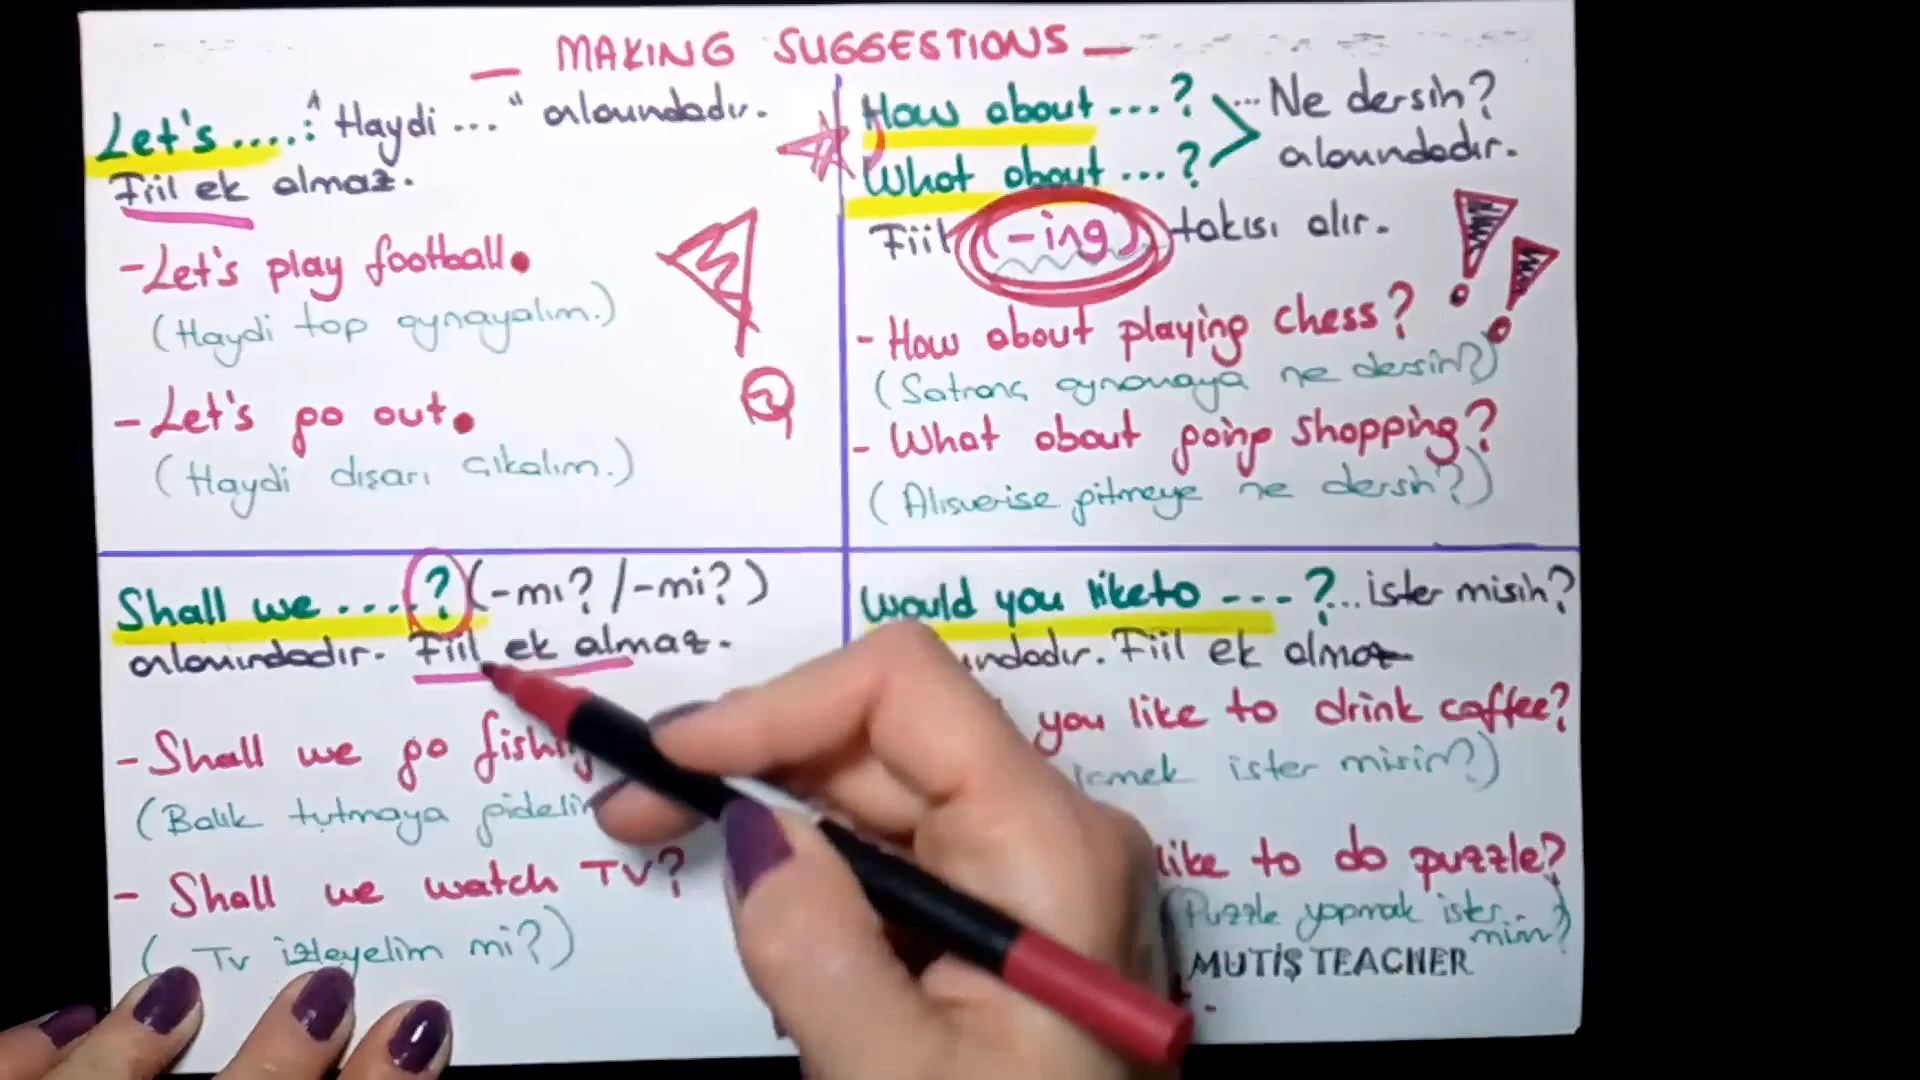 MAKING SUGGESTIONS
Let's ....: "Haydi ..." anlamındadır.
Fiil ek almaz.
-Let's play football.
(Haydi top oynayalım.)
-Let's go out.
(Haydi dışarı çıkalım.)
How about ...?
What about ...?
... Ne dersin?
anlamındadır.
Fiil (-ing) takısı alır.
- How about playing chess?
(Satranç oynamaya ne dersin?)
- What about going shopping?
(Alışverişe gitmeye ne dersin?)
Shall we ....? (-mı? / -mi?)
anlamındadır. Fiil ek almaz.
- Shall we go fishing
(Balık tutmaya gidelim
- Shall we watch TV?
( Tv izleyelim mi?)
Would you like to ---? ... ister misin?
Fiil ek almaz
you like to drink coffee?
ister misin?)
like to do puzzle?
(Puzzle yapmak ister
misin?)
MUTİŞ TEACHER